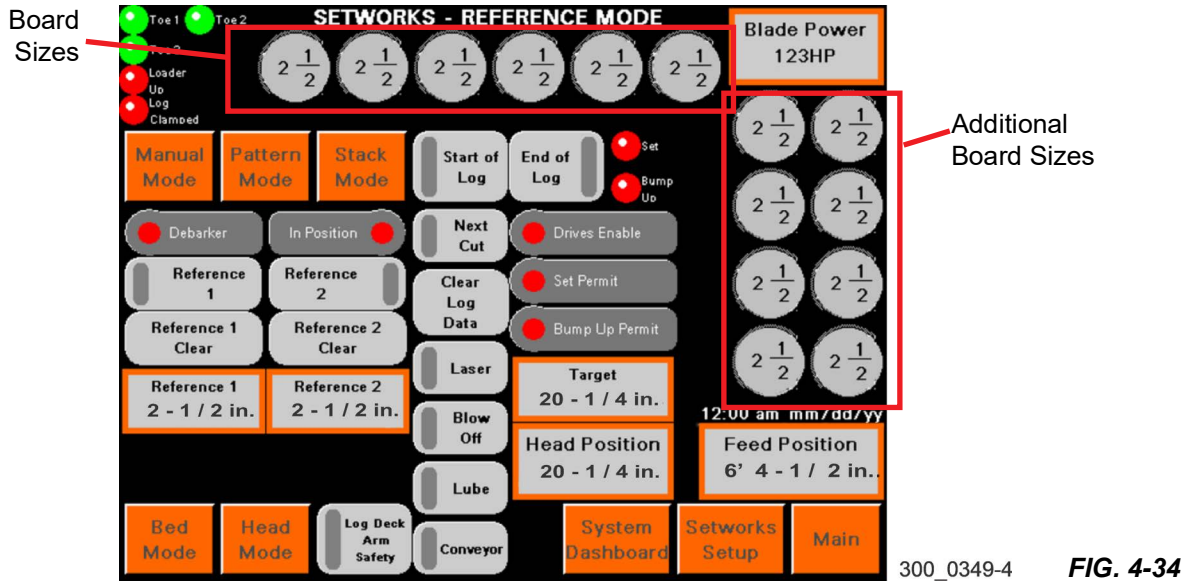 Board
Sizes
Toe 1
Toe 2
SETWORKS - REFERENCE MODE
Blade Power
123HP
Loader
Up
Log
Clamped
2 1/2
2 1/2
2 1/2
2 1/2
2 1/2
2 1/2
2 1/2
2 1/2
2 1/2
2 1/2
2 1/2
2 1/2
2 1/2
2 1/2
Additional
Board Sizes
Manual
Mode
Pattern
Mode
Stack
Mode
Start of
Log
End of
Log
Set
Bump
Up
Debarker
In Position
Next
Cut
Drives Enable
Reference
1
Reference
2
Clear
Log
Data
Set Permit
Reference 1
Clear
Reference 2
Clear
Bump Up Permit
Reference 1
2 - 1 / 2 in.
Reference 2
2 - 1 / 2 in.
Laser
Target
20 - 1 / 4 in.
12:00 am mm/dd/yy
Blow
Off
Head Position
20 - 1 / 4 in.
Feed Position
6' 4 - 1 / 2 in..
Lube
Bed
Mode
Head
Mode
Log Deck
Arm
Safety
Conveyor
System
Dashboard
Setworks
Setup
Main
300_0349-4
FIG. 4-34